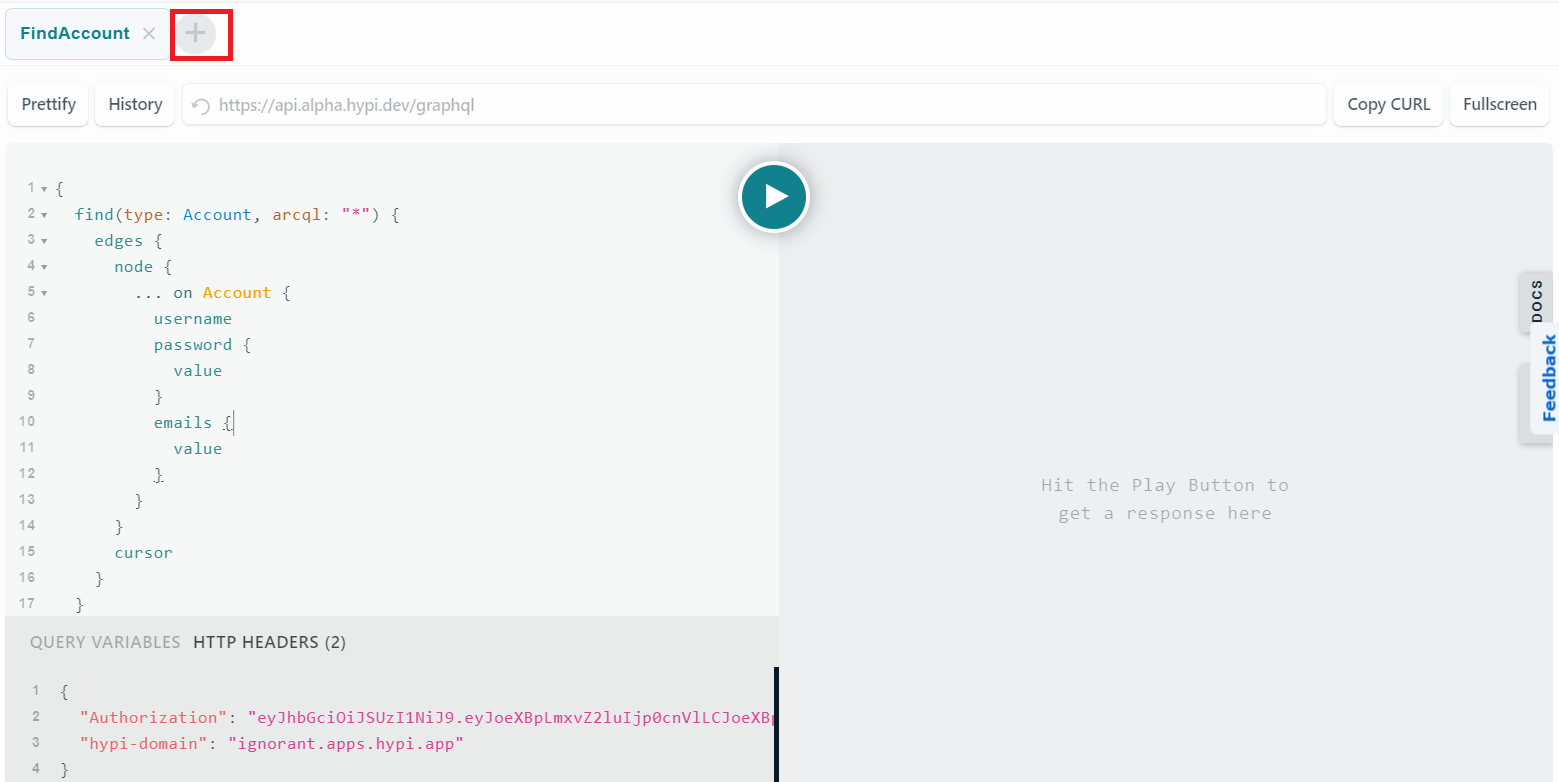 FindAccount × +
Prettify History https://api.alpha.hypi.dev/graphql Copy CURL Fullscreen
1 {
2 find(type: Account, arcql: "*") {
3 edges {
4 node {
5 ... on Account {
6 username
7 password {
8 value
9 }
10 emails {
11 value
12 }
13 }
14 }
15 cursor
16 }
17 }
DOCS
Feedback
Hit the Play Button to
get a response here
QUERY VARIABLES HTTP HEADERS (2)
1 {
2 "Authorization": "eyJhbGciOiJSUzI1NiJ9.eyJoeXBpLmxvZ2luIjp0cnVlLCJoeXBp
3 "hypi-domain": "ignorant.apps.hypi.app"
4 }